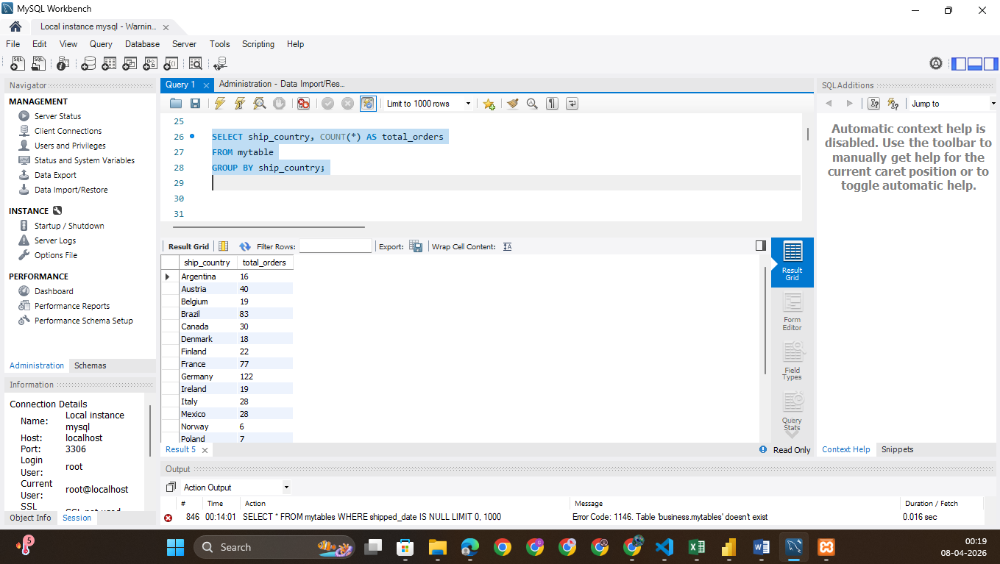 MySQL Workbench
Local instance mysql - Warnin...
File Edit View Query Database Server Tools Scripting Help
Navigator
MANAGEMENT
Server Status
Client Connections
Users and Privileges
Status and System Variables
Data Export
Data Import/Restore
INSTANCE
Startup / Shutdown
Server Logs
Options File
PERFORMANCE
Dashboard
Performance Reports
Performance Schema Setup
Administration Schemas
Information
Connection Details
Name: Local instance mysql
Host: localhost
Port: 3306
Login User: root
Current User: root@localhost
SSL
Object Info Session
Query 1 Administration - Data Import/Res...
Limit to 1000 rows
25
26 SELECT ship_country, COUNT(*) AS total_orders
27 FROM mytable
28 GROUP BY ship_country;
29
30
31
Result Grid Filter Rows: Export: Wrap Cell Content:
ship_country total_orders
Argentina 16
Austria 40
Belgium 19
Brazil 83
Canada 30
Denmark 18
Finland 22
France 77
Germany 122
Ireland 19
Italy 28
Mexico 28
Norway 6
Poland 7
Result Grid
Form Editor
Field Types
Query Stats
Result 5 Read Only
Output
Action Output
# Time Action Message Duration / Fetch
846 00:14:01 SELECT * FROM mytables WHERE shipped_date IS NULL LIMIT 0, 1000 Error Code: 1146. Table 'business.mytables' doesn't exist 0.016 sec
SQLAdditions
Jump to
Automatic context help is
disabled. Use the toolbar to
manually get help for the
current caret position or to
toggle automatic help.
Context Help Snippets
5
Search
00:19
08-04-2026